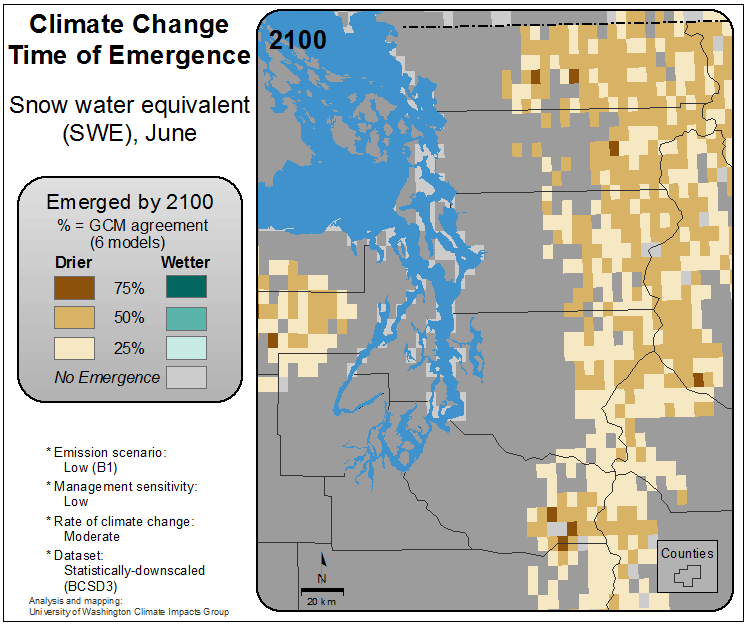 Climate Change
Time of Emergence
Snow water equivalent
(SWE), June
Emerged by 2100
% = GCM agreement
(6 models)
Drier Wetter
75%
50%
25%
No Emergence
* Emission scenario:
Low (B1)
* Management sensitivity:
Low
* Rate of climate change:
Moderate
* Dataset:
Statistically-downscaled
(BCSD3)
Analysis and mapping:
University of Washington Climate Impacts Group
2100
N
20 km
Counties